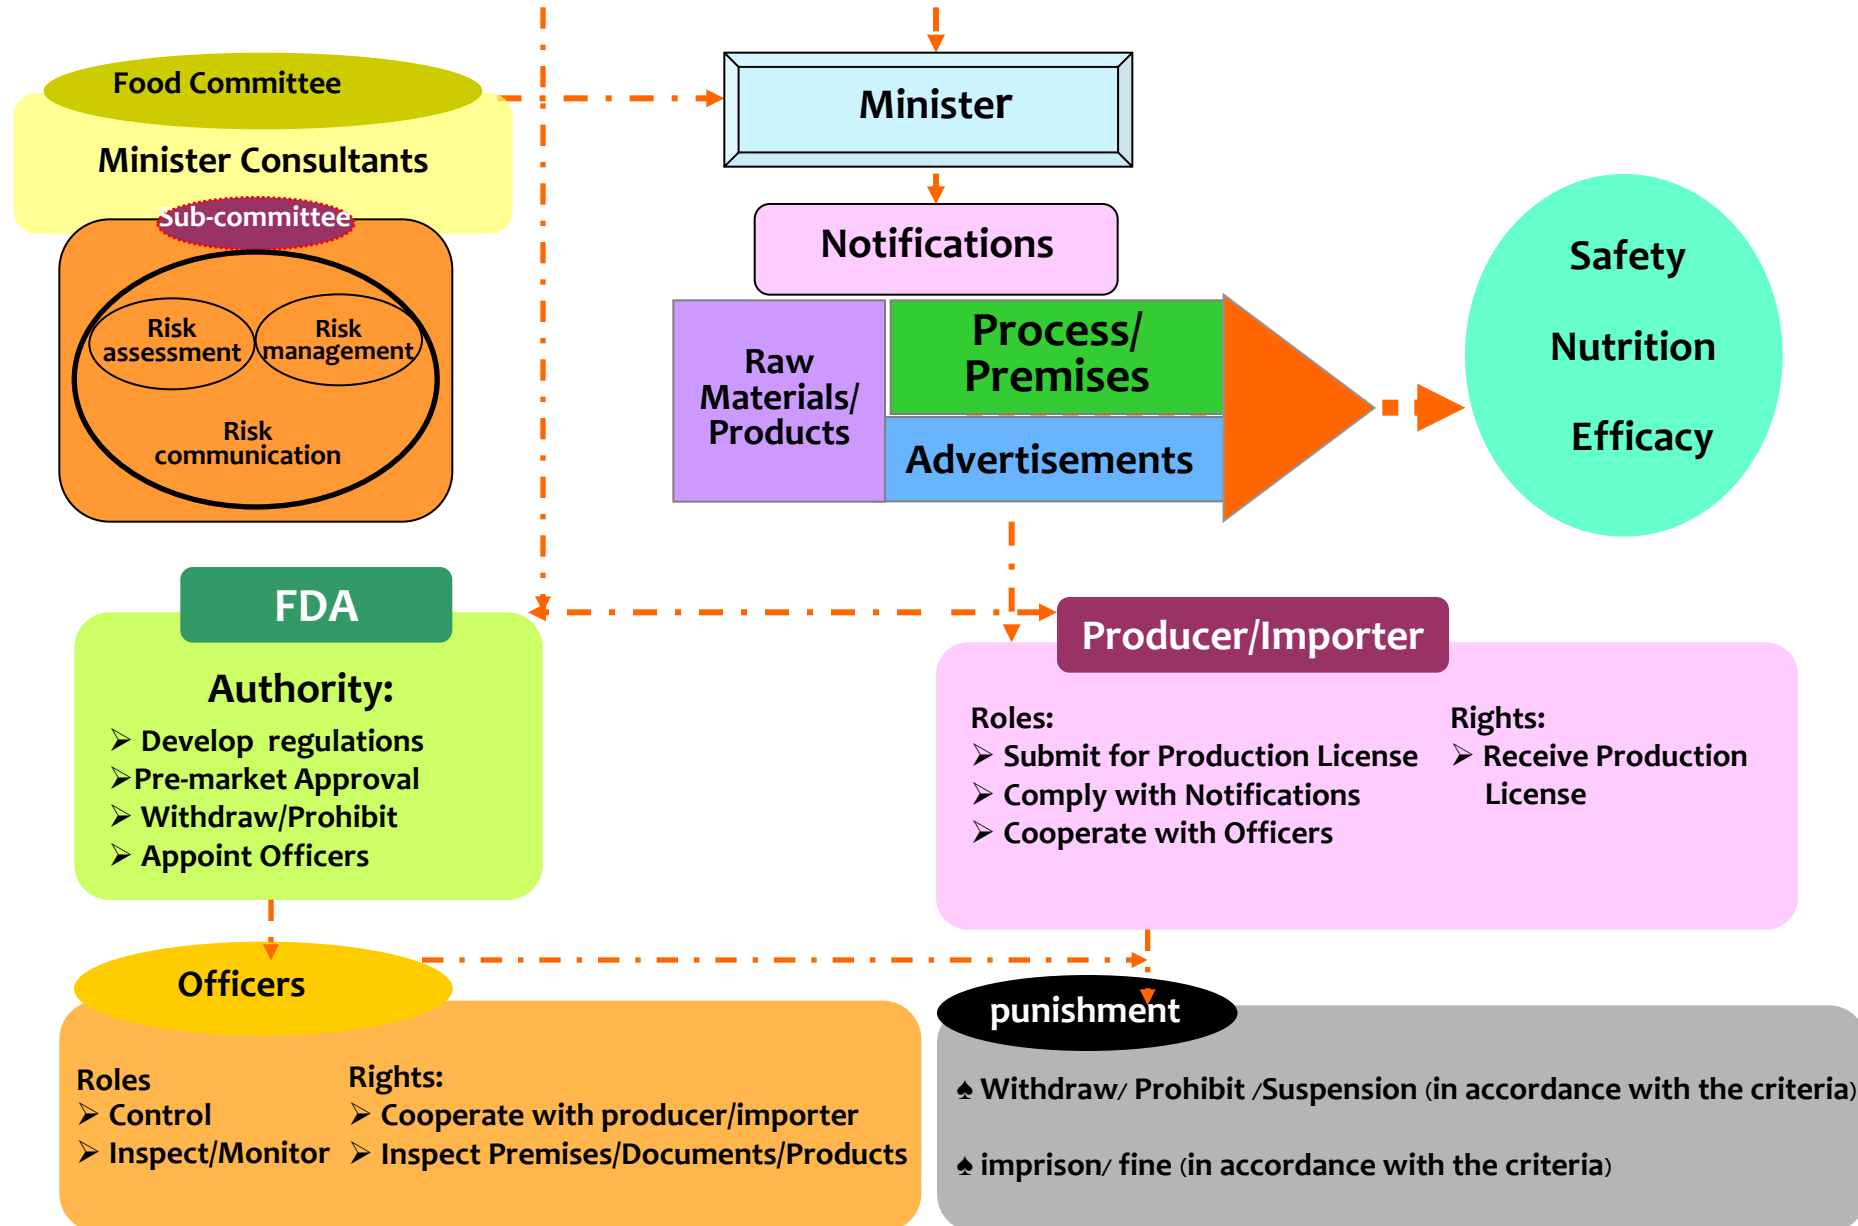 Food Committee
Minister Consultants
Sub-committee
Risk
assessment
Risk
management
Risk
communication
Minister
Notifications
Raw
Materials/
Products
Process/
Premises
Advertisements
Safety
Nutrition
Efficacy
FDA
Authority:
➢ Develop regulations
➢Pre-market Approval
➢ Withdraw/Prohibit
➢ Appoint Officers
Producer/Importer
Roles:
➢ Submit for Production License
➢ Comply with Notifications
➢ Cooperate with Officers
Rights:
➢ Receive Production
License
Officers
Roles
➢ Control
➢ Inspect/Monitor
Rights:
➢ Cooperate with producer/importer
➢ Inspect Premises/Documents/Products
punishment
♠ Withdraw/ Prohibit /Suspension (in accordance with the criteria)
♠ imprison/ fine (in accordance with the criteria)